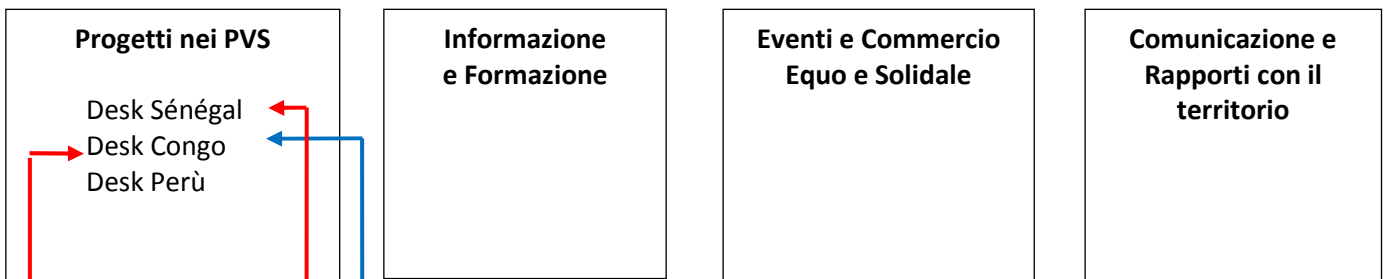 Progetti nei PVS
Desk Sénégal
Desk Congo
Desk Perù
Informazione
e Formazione
Eventi e Commercio
Equo e Solidale
Comunicazione e
Rapporti con il
territorio